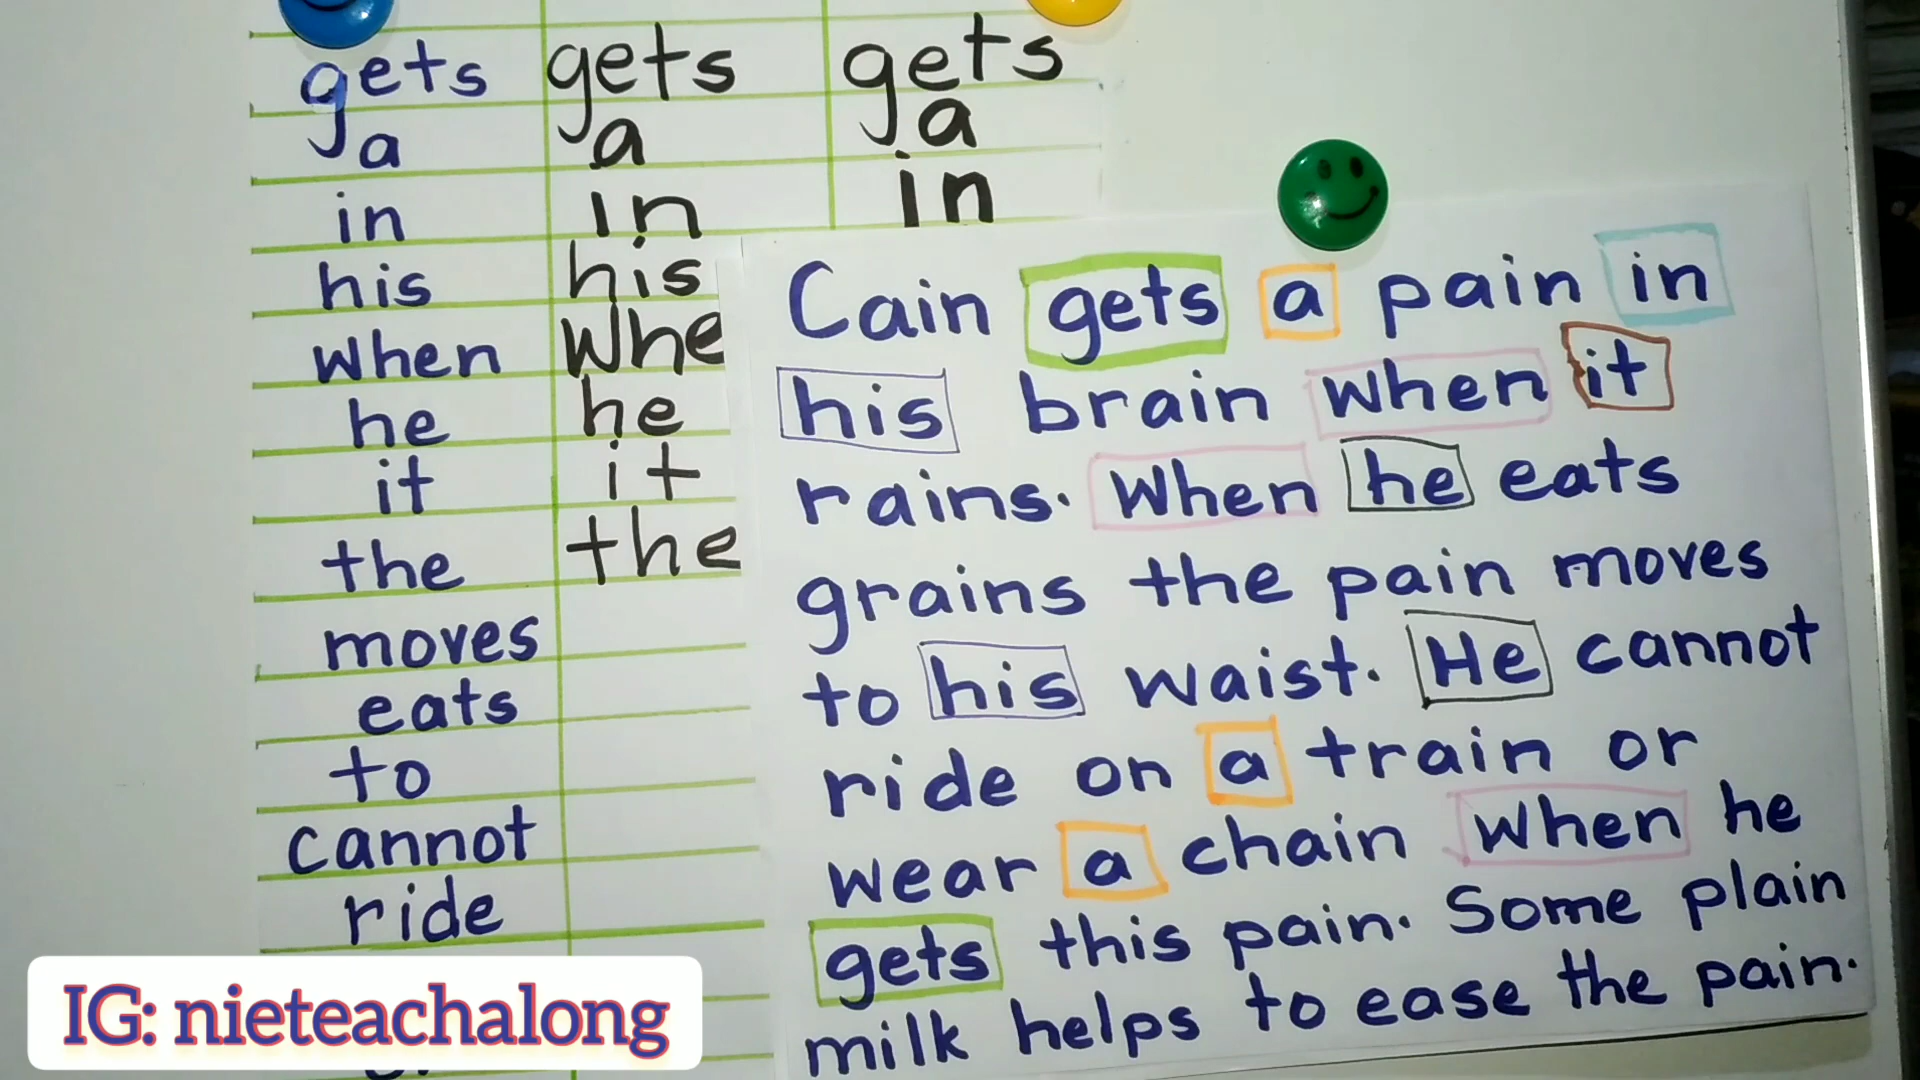 gets gets gets
a a a
in in in
his his
when whe
he he
it it
the the
moves
eats
to
cannot
ride
Cain gets a pain in
his brain when it
rains. When he eats
grains the pain moves
to his waist. He cannot
ride on a train or
wear a chain when he
gets this pain. Some plain
milk helps to ease the pain.
IG: nieteachalong